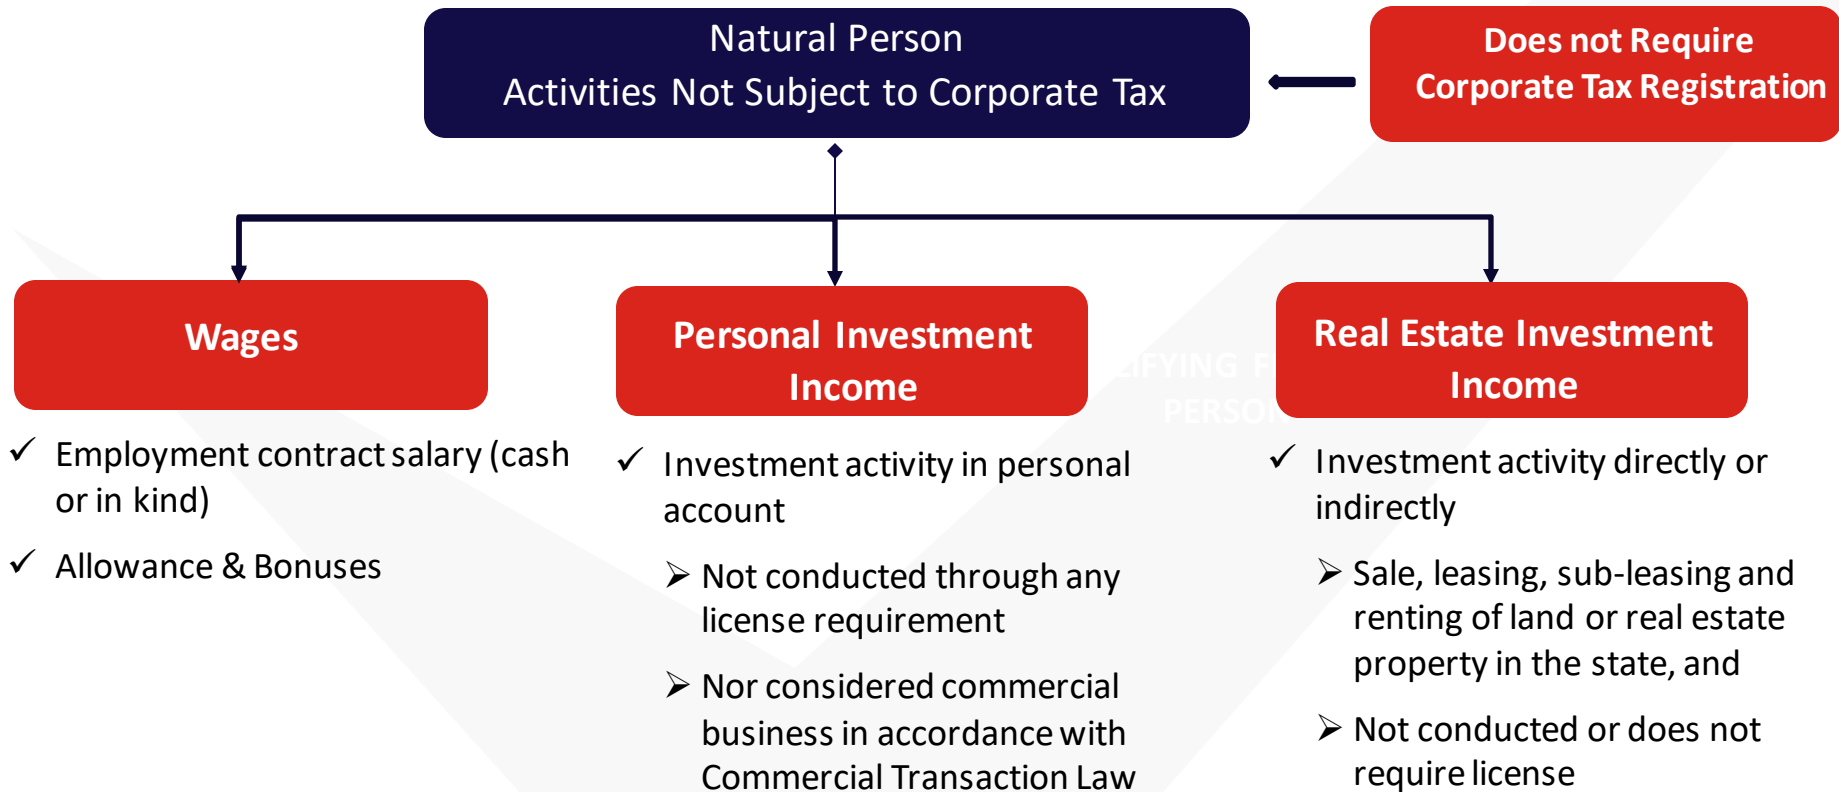 Natural Person
Activities Not Subject to Corporate Tax
Does not Require
Corporate Tax Registration
Wages
✓ Employment contract salary (cash
or in kind)
✓ Allowance & Bonuses
Personal Investment
Income
✓ Investment activity in personal
account
➢ Not conducted through any
license requirement
➢ Nor considered commercial
business in accordance with
Commercial Transaction Law
Real Estate Investment
Income
✓ Investment activity directly or
indirectly
➢ Sale, leasing, sub-leasing and
renting of land or real estate
property in the state, and
➢ Not conducted or does not
require license